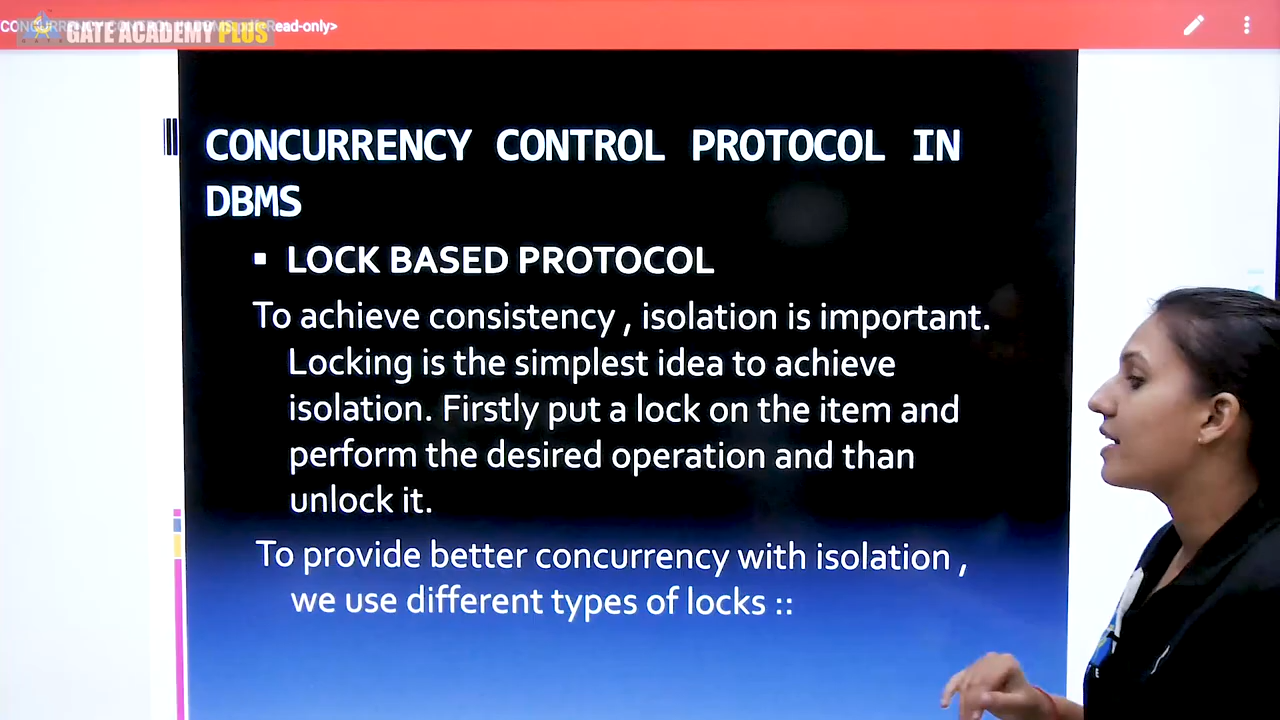 GATE ACADEMY PLUS
ead-only>
CONCURRENCY CONTROL PROTOCOL IN
DBMS
▪ LOCK BASED PROTOCOL
To achieve consistency , isolation is important.
Locking is the simplest idea to achieve
isolation. Firstly put a lock on the item and
perform the desired operation and than
unlock it.
To provide better concurrency with isolation ,
we use different types of locks ::